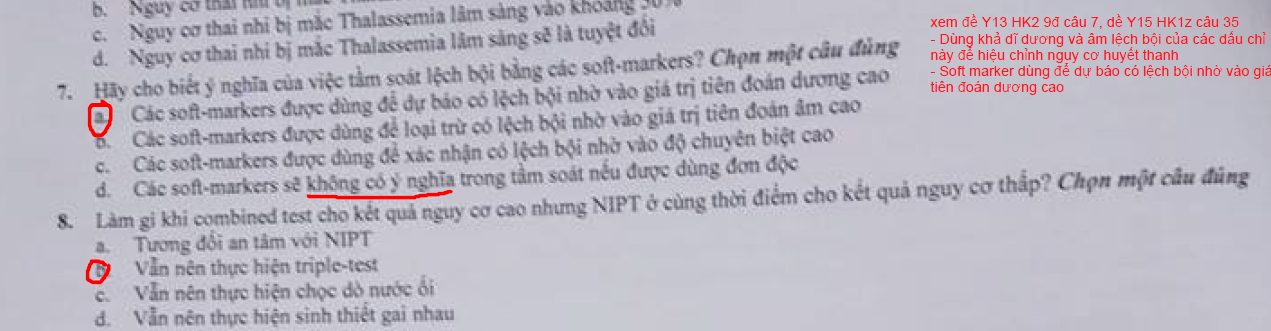 b. Nguy cơ thai nhi bị mắc Thalassemia lâm sàng vào khoảng 50%
c. Nguy cơ thai nhi bị mắc Thalassemia lâm sàng sẽ là tuyệt đối
d.
7. Hãy cho biết ý nghĩa của việc tầm soát lệch bội bằng các soft-markers? Chọn một câu đúng
a. Các soft-markers được dùng để dự báo có lệch bội nhờ vào giá trị tiên đoán dương cao
b. Các soft-markers được dùng để loại trừ có lệch bội nhờ vào giá trị tiên đoán âm cao
c. Các soft-markers được dùng để xác nhận có lệch bội nhờ vào độ chuyên biệt cao
d. Các soft-markers sẽ không có ý nghĩa trong tầm soát nếu được dùng đơn độc
8. Làm gì khi combined test cho kết quả nguy cơ cao nhưng NIPT ở cùng thời điểm cho kết quả nguy cơ thấp? Chọn một câu đúng
a. Tương đối an tâm với NIPT
b. Vẫn nên thực hiện triple-test
c. Vẫn nên thực hiện chọc dò nước ối
d. Vẫn nên thực hiện sinh thiết gai nhau
xem đề Y13 HK2 9đ câu 7, dề Y15 HK1z câu 35
- Dùng khả dĩ dương và âm lệch bội của các dấu chỉ
này để hiệu chỉnh nguy cơ huyết thanh
- Soft marker dùng để dự báo có lệch bội nhờ vào giá
tiên đoán dương cao